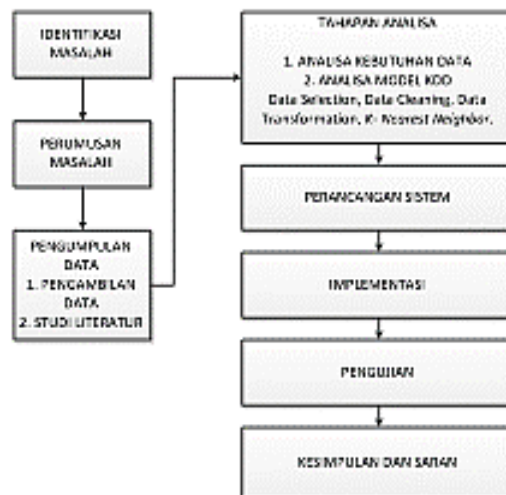 IDENTIFIKASI
MASALAH
PERUMUSAN
MASALAH
PENGUMPULAN
DATA
1. PENGAMBILAN
DATA
2. STUDI LITERATUR
TAHAPAN ANALISA
1. ANALISA KEBUTUHAN DATA
2. ANALISA MODEL KDD
Data Selection, Data Cleaning, Data
Transformation, K- Nearest Neighbor.
PERANCANGAN SISTEM
IMPLEMENTASI
PENGUJIAN
KESIMPULAN DAN SARAN